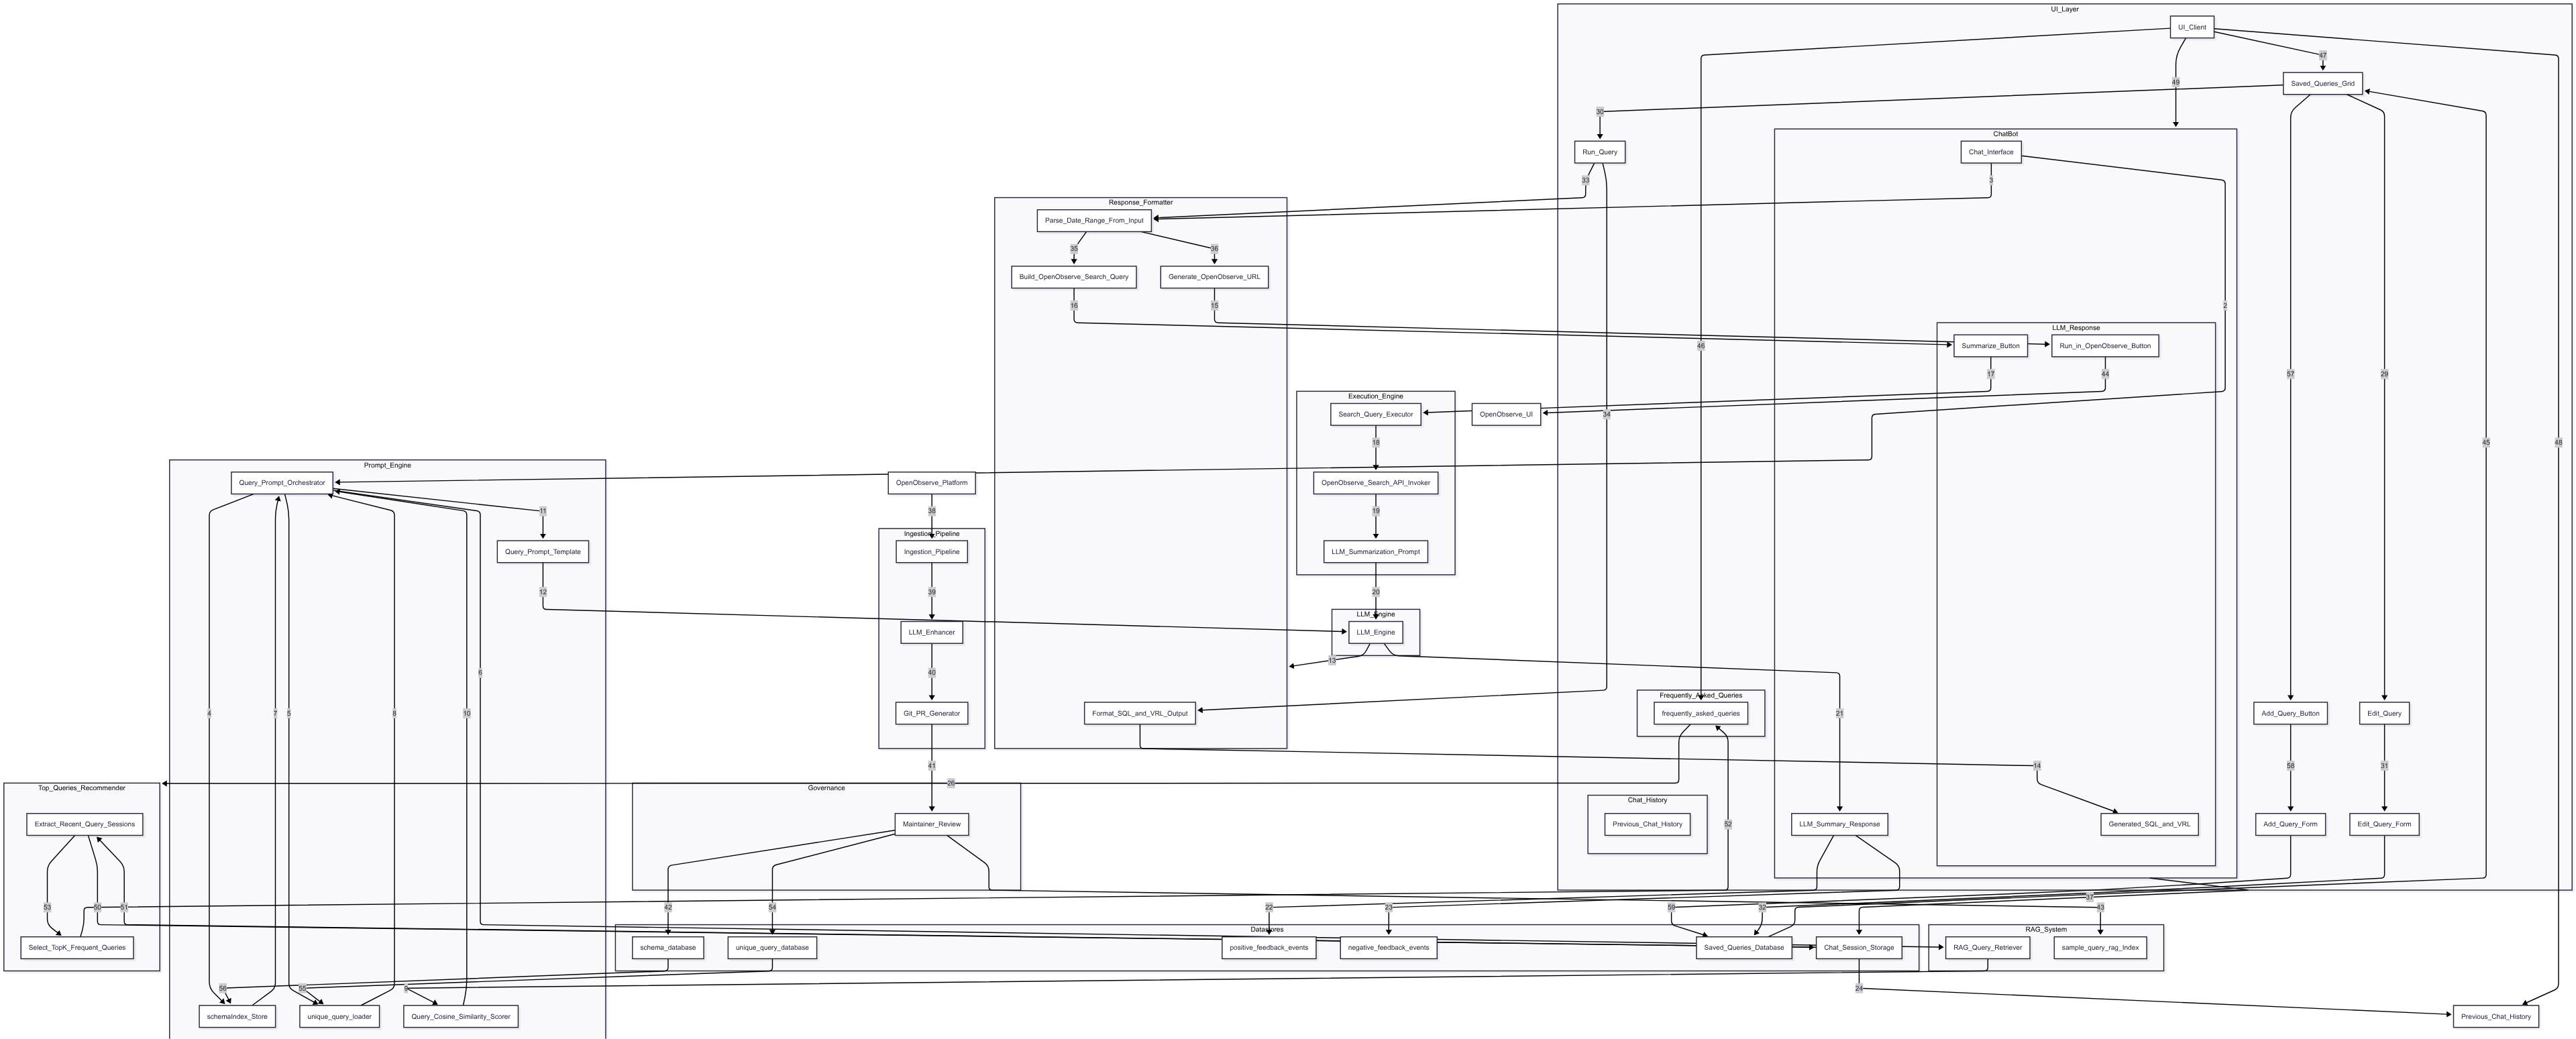 UI_Layer
UI_Client
47
49
Saved_Queries_Grid
30
ChatBot
Run_Query
Chat_Interface
33
3
Response_Formatter
Parse_Date_Range_From_Input
35
36
Build_OpenObserve_Search_Query
Generate_OpenObserve_URL
16
15
2
LLM_Response
46
Summarize_Button
Run_in_OpenObserve_Button
17
44
57
29
Execution_Engine
Search_Query_Executor
OpenObserve_UI
34
18
45
48
Prompt_Engine
Query_Prompt_Orchestrator
OpenObserve_Platform
OpenObserve_Search_API_Invoker
11
38
19
Ingestion_Pipeline
Query_Prompt_Template
Ingestion_Pipeline
LLM_Summarization_Prompt
12
39
20
LLM_Engine
LLM_Enhancer
LLM_Engine
13
6
40
Frequently_Asked_Queries
4
7
5
8
10
Git_PR_Generator
Format_SQL_and_VRL_Output
frequently_asked_queries
21
Add_Query_Button
Edit_Query
41
14
58
31
Top_Queries_Recommender
Governance
Chat_History
Extract_Recent_Query_Sessions
Maintainer_Review
Previous_Chat_History
52
LLM_Summary_Response
Generated_SQL_and_VRL
Add_Query_Form
Edit_Query_Form
37
53
50
51
42
54
22
23
59
32
43
Datastores
RAG_System
Select_TopK_Frequent_Queries
schema_database
unique_query_database
positive_feedback_events
negative_feedback_events
Saved_Queries_Database
Chat_Session_Storage
RAG_Query_Retriever
sample_query_rag_Index
56
55
9
24
schemaIndex_Store
unique_query_loader
Query_Cosine_Similarity_Scorer
Previous_Chat_History